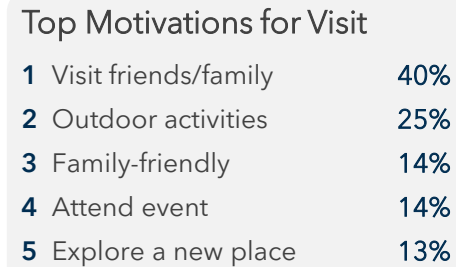 Top Motivations for Visit
1 Visit friends/family 40%
2 Outdoor activities 25%
3 Family-friendly 14%
4 Attend event 14%
5 Explore a new place 13%